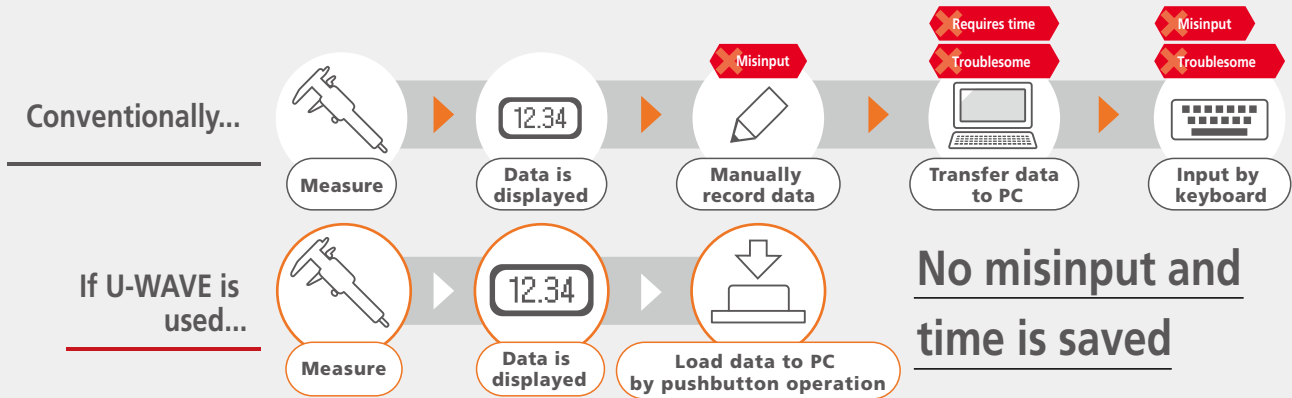 Requires time
Misinput
Misinput
Troublesome
Troublesome
Conventionally...
12.34
Measure
Data is
displayed
Manually
record data
Transfer data
to PC
Input by
keyboard
If U-WAVE is
used...
12.34
No misinput and
time is saved
Measure
Data is
displayed
Load data to PC
by pushbutton operation